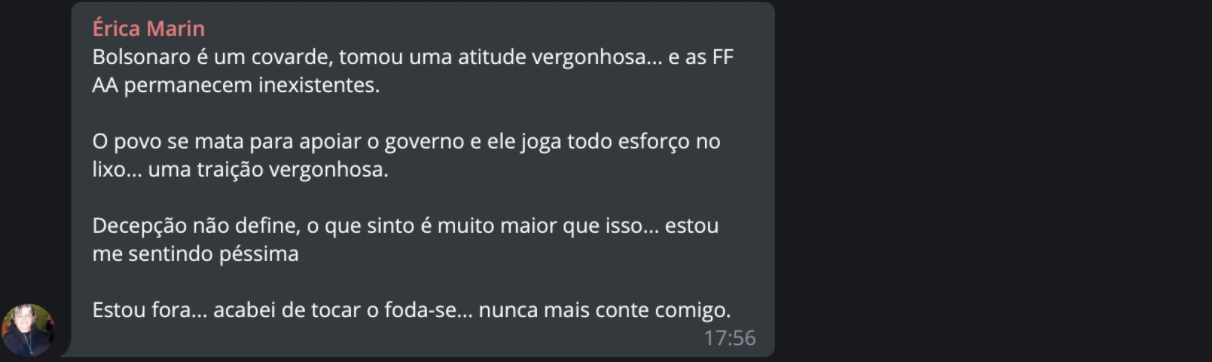 Érica Marin
Bolsonaro é um covarde, tomou uma atitude vergonhosa... e as FF
AA permanecem inexistentes.
O povo se mata para apoiar o governo e ele joga todo esforço no
lixo... uma traição vergonhosa.
Decepção não define, o que sinto é muito maior que isso... estou
me sentindo péssima
Estou fora... acabei de tocar o foda-se... nunca mais conte comigo.
17:56